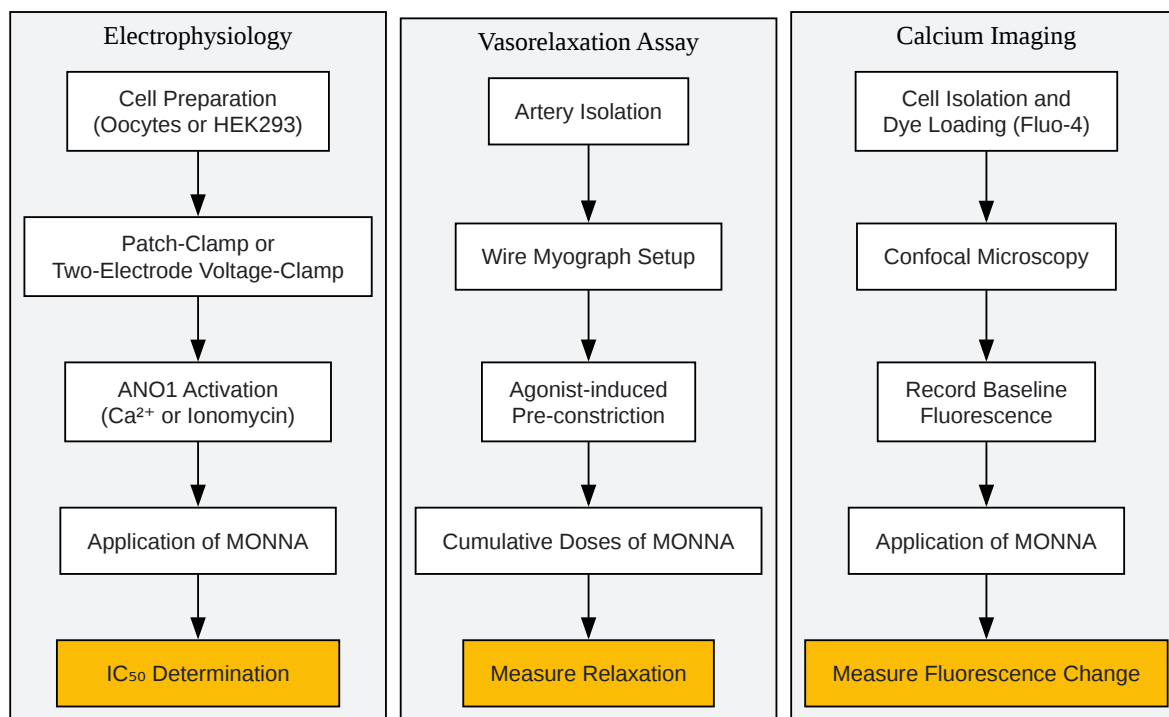 Electrophysiology
Cell Preparation
(Oocytes or HEK293)
Patch-Clamp or
Two-Electrode Voltage-Clamp
ANO1 Activation
(Ca²⁺ or Ionomycin)
Application of MONNA
IC₅₀ Determination
Vasorelaxation Assay
Artery Isolation
Wire Myograph Setup
Agonist-induced
Pre-constriction
Cumulative Doses of MONNA
Measure Relaxation
Calcium Imaging
Cell Isolation and
Dye Loading (Fluo-4)
Confocal Microscopy
Record Baseline
Fluorescence
Application of MONNA
Measure Fluorescence Change